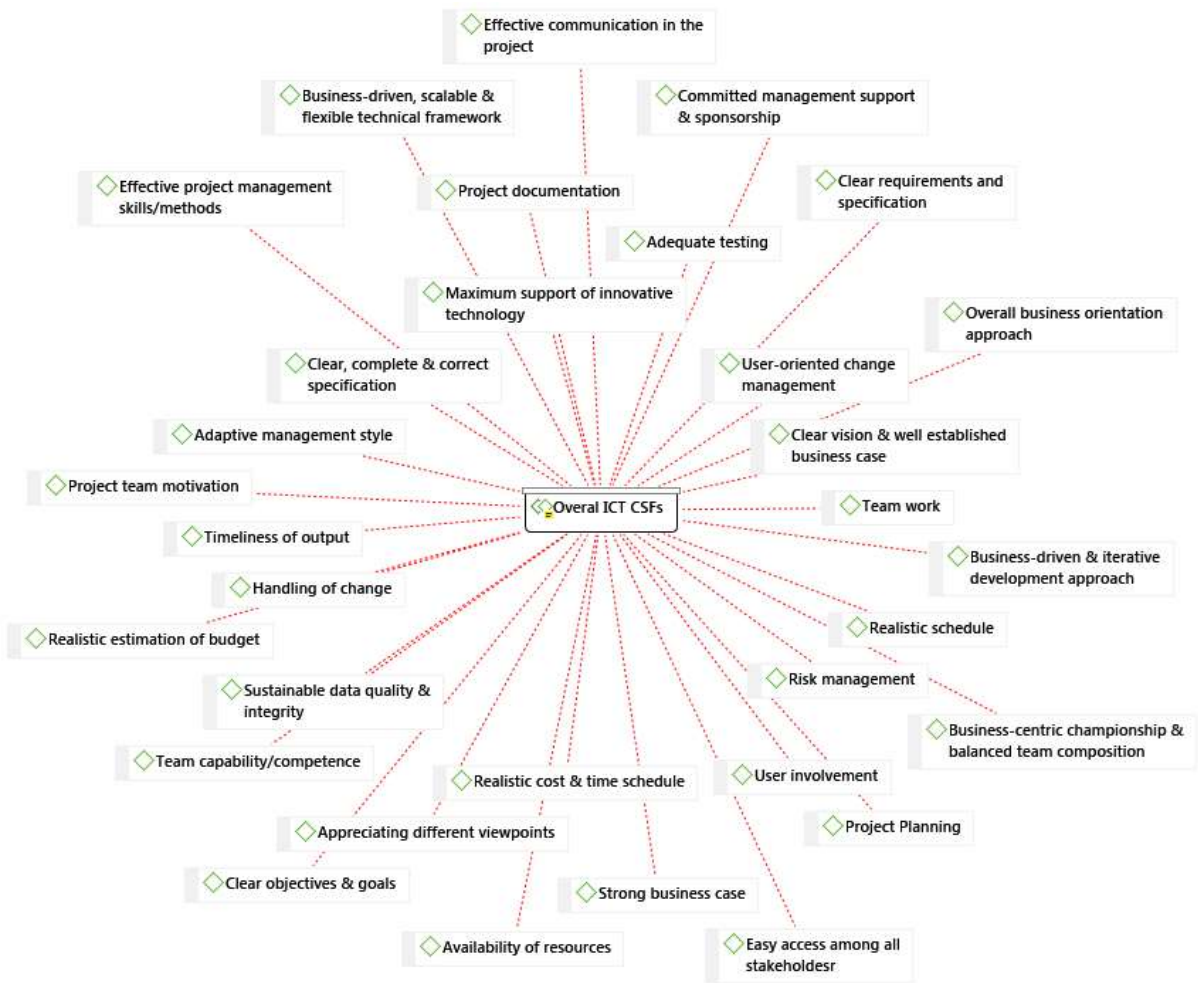 Effective communication in the
project
Business-driven, scalable &
flexible technical framework
Committed management support
& sponsorship
Effective project management
skills/methods
Project documentation
Clear requirements and
specification
Adequate testing
Maximum support of innovative
technology
Overall business orientation
approach
Clear, complete & correct
specification
User-oriented change
management
Adaptive management style
Clear vision & well established
business case
Project team motivation
Overal ICT CSFs
Team work
Timeliness of output
Business-driven & iterative
development approach
Handling of change
Realistic estimation of budget
Realistic schedule
Sustainable data quality &
integrity
Risk management
Business-centric championship &
balanced team composition
Team capability/competence
Realistic cost & time schedule
User involvement
Appreciating different viewpoints
Project Planning
Clear objectives & goals
Strong business case
Availability of resources
Easy access among all
stakeholdesr